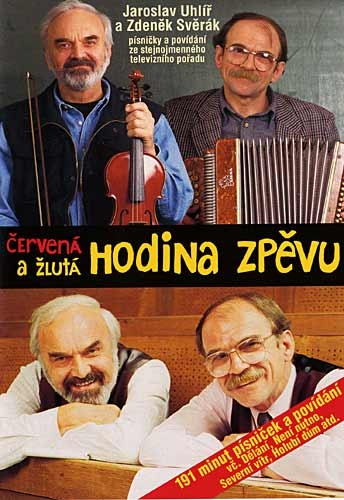 Jaroslav Uhlíř
a Zdeněk Svěrák
písničky a povídání
ze stejnojmenného
televizního pořadu
ČERVENÁ
a ŽLUTÁ
HODINA ZPĚVU
191 minut písniček a povídání
vč. Dělání, Není nutno,
Severní vítr, Holubí dům atd.